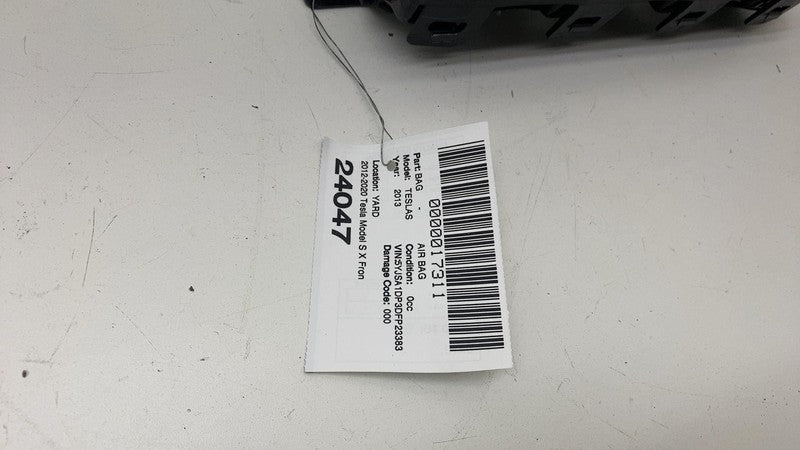 0000017311
Part: BAG - AIR BAG
Model: TESLAS Condition: 0cc
Year: 2013 VIN:5YJSA1DP3DFP23383
Damage Code: 000
Location: YARD
2012-2020 Tesla Model S X Fron
24047